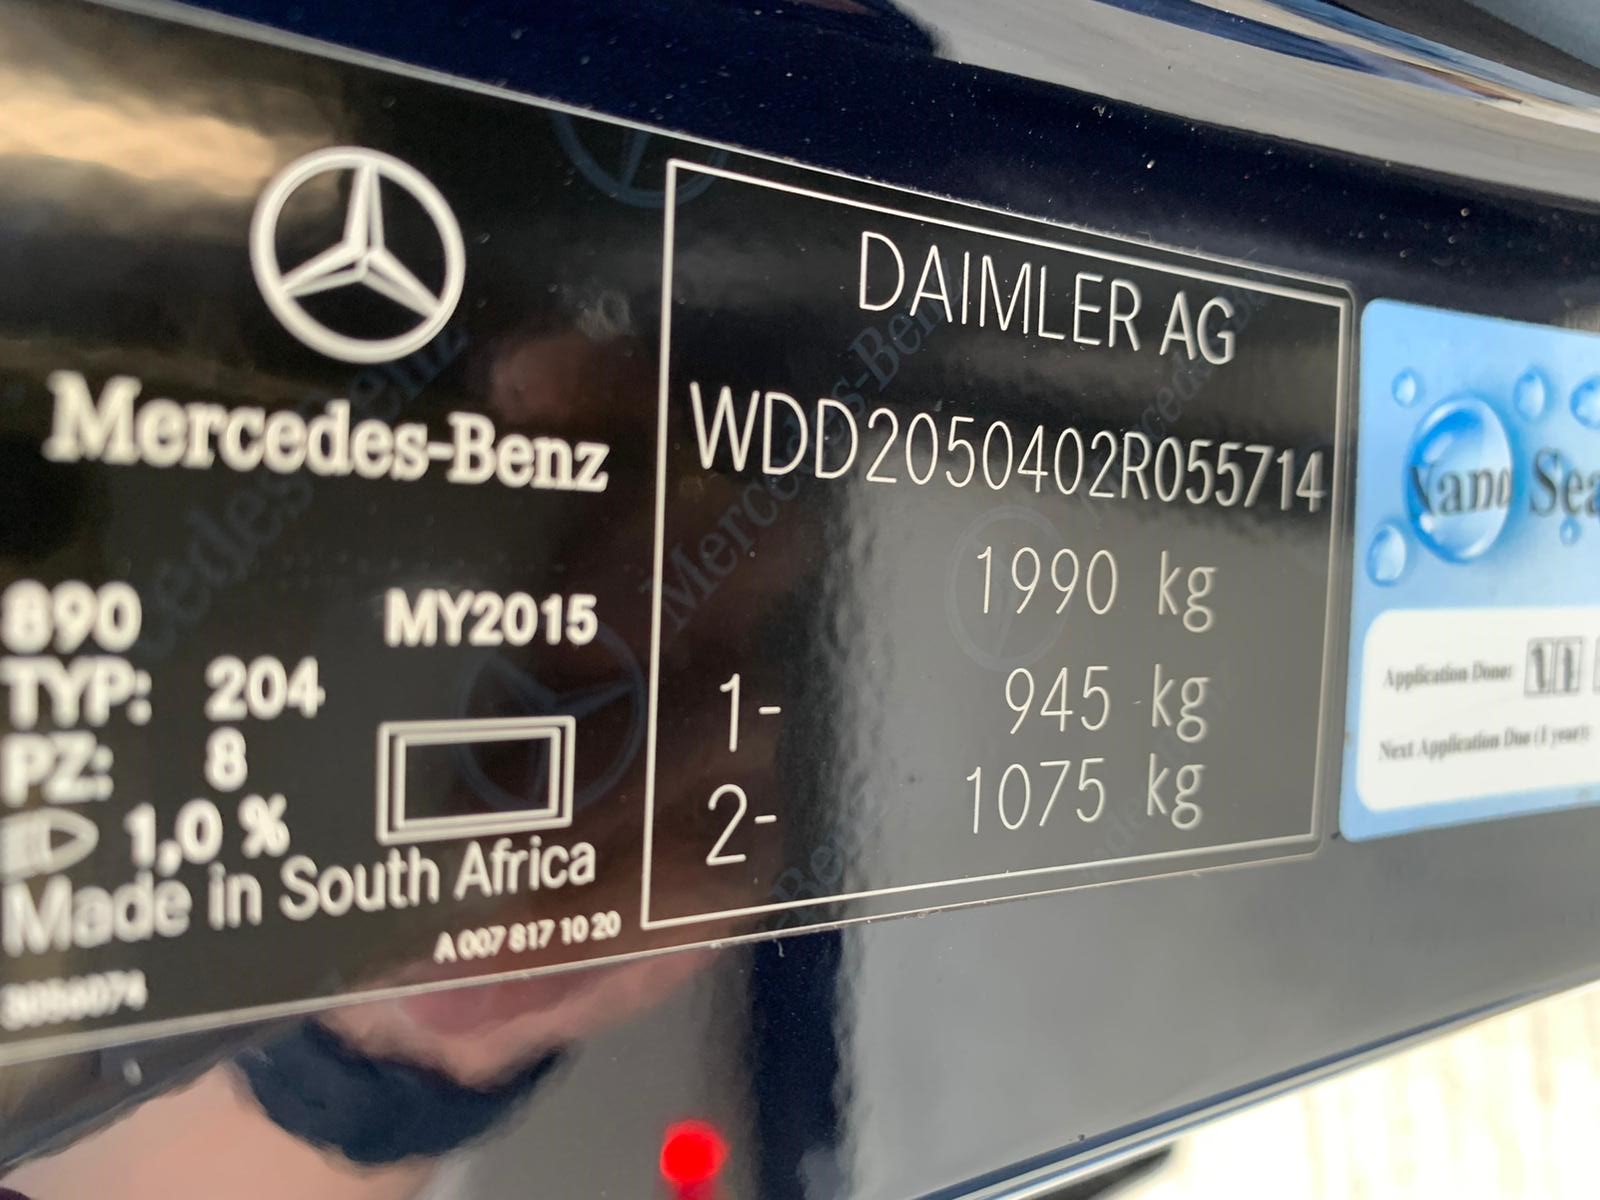 Mercedes-Benz
890 MY2015
TYP: 204
PZ: 8
1,0 %
Made in South Africa
A 007 817 10 20
DAIMLER AG
WDD2050402R055714
1990 kg
1- 945 kg
2- 1075 kg
Nano
Application Done:
Next Application Due (1 year):